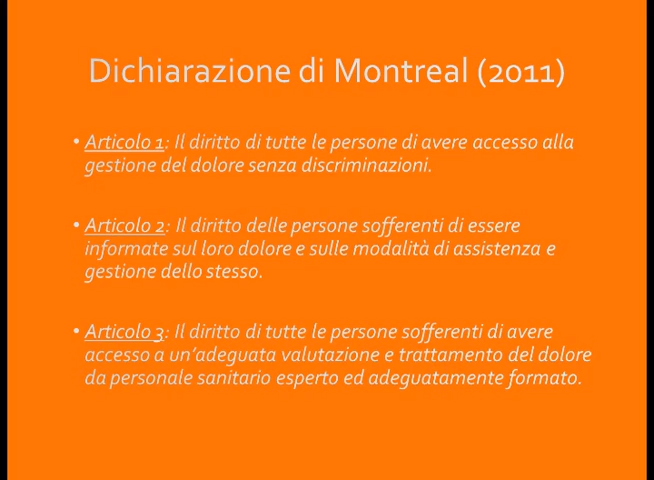 Dichiarazione di Montreal (2011)
• Articolo 1: Il diritto di tutte le persone di avere accesso alla
gestione del dolore senza discriminazioni.
• Articolo 2: Il diritto delle persone sofferenti di essere
informate sul loro dolore e sulle modalità di assistenza e
gestione dello stesso.
• Articolo 3: Il diritto di tutte le persone sofferenti di avere
accesso a un'adeguata valutazione e trattamento del dolore
da personale sanitario esperto ed adeguatamente formato.